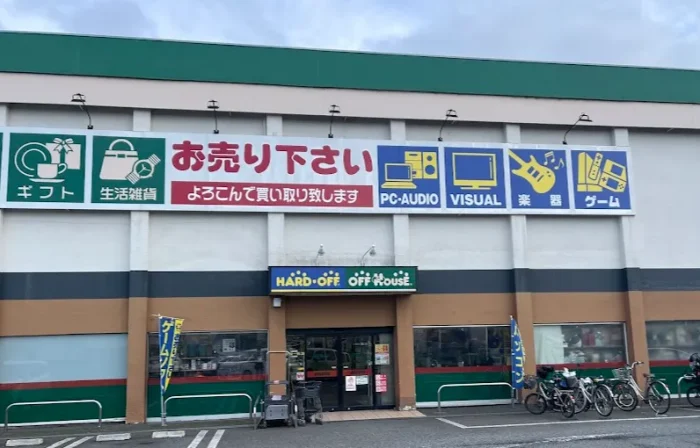 お売り下さい
よろこんで買い取り致します
ギフト
生活雑貨
PC-AUDIO
VISUAL
楽器
ゲーム
HARD・OFF
OFF HOUSE